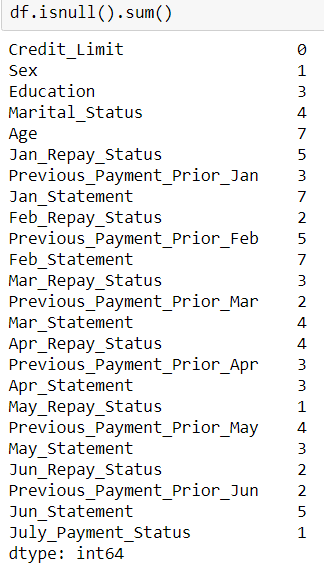 df.isnull().sum()
Credit_Limit 0
Sex 1
Education 3
Marital_Status 4
Age 7
Jan_Repay_Status 5
Previous_Payment_Prior_Jan 3
Jan_Statement 7
Feb_Repay_Status 2
Previous_Payment_Prior_Feb 5
Feb_Statement 7
Mar_Repay_Status 3
Previous_Payment_Prior_Mar 2
Mar_Statement 4
Apr_Repay_Status 4
Previous_Payment_Prior_Apr 3
Apr_Statement 3
May_Repay_Status 1
Previous_Payment_Prior_May 4
May_Statement 3
Jun_Repay_Status 2
Previous_Payment_Prior_Jun 2
Jun_Statement 5
July_Payment_Status 1
dtype: int64